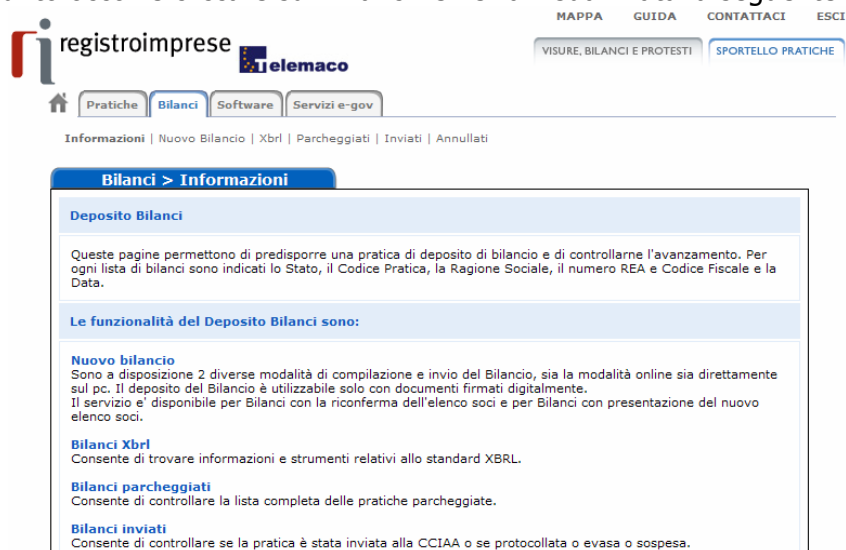 MAPPA GUIDA CONTATTACI ESCI
registroimprese
Telemaco
VISURE, BILANCI E PROTESTI SPORTELLO PRATICHE
Pratiche Bilanci Software Servizi e-gov
Informazioni | Nuovo Bilancio | Xbrl | Parcheggiati | Inviati | Annullati
Bilanci > Informazioni
Deposito Bilanci
Queste pagine permettono di predisporre una pratica di deposito di bilancio e di controllarne l'avanzamento. Per
ogni lista di bilanci sono indicati lo Stato, il Codice Pratica, la Ragione Sociale, il numero REA e Codice Fiscale e la
Data.
Le funzionalità del Deposito Bilanci sono:
Nuovo bilancio
Sono a disposizione 2 diverse modalità di compilazione e invio del Bilancio, sia la modalità online sia direttamente
sul pc. Il deposito del Bilancio è utilizzabile solo con documenti firmati digitalmente.
Il servizio e' disponibile per Bilanci con la riconferma dell'elenco soci e per Bilanci con presentazione del nuovo
elenco soci.
Bilanci Xbrl
Consente di trovare informazioni e strumenti relativi allo standard XBRL.
Bilanci parcheggiati
Consente di controllare la lista completa delle pratiche parcheggiate.
Bilanci inviati
Consente di controllare se la pratica è stata inviata alla CCIAA o se protocollata o evasa o sospesa.